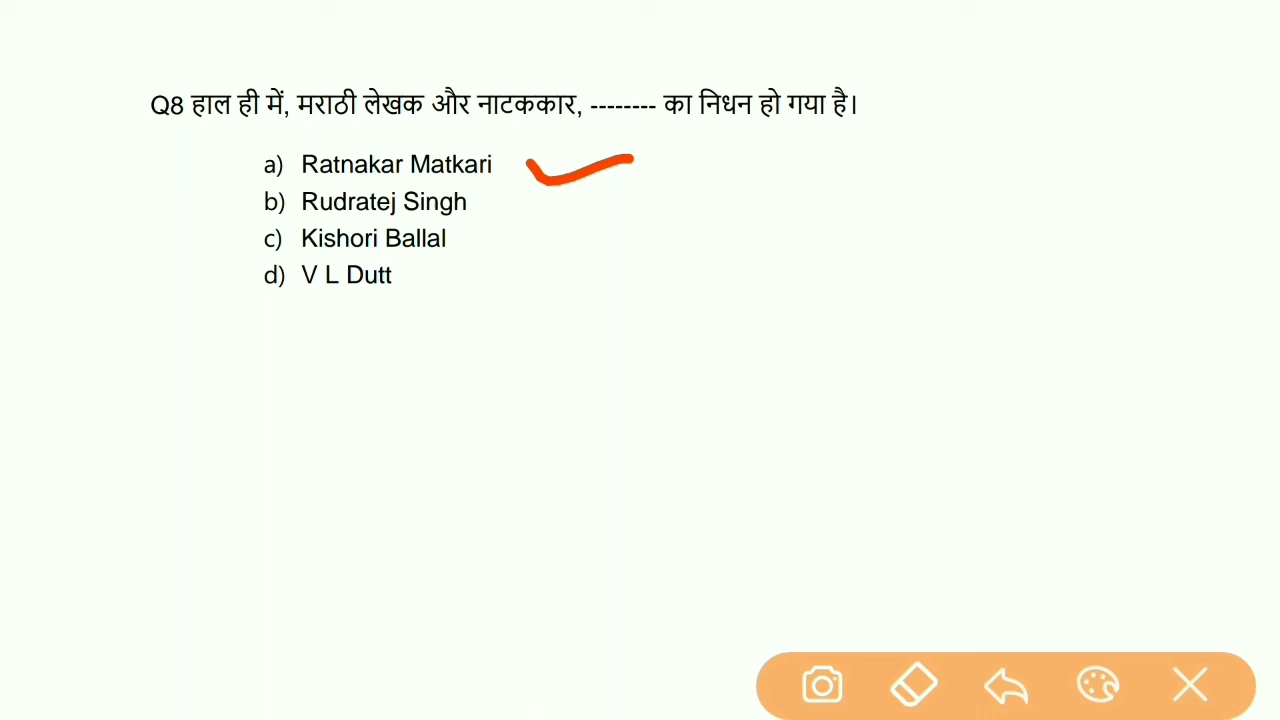 Q8 हाल ही में, मराठी लेखक और नाटककार, -------- का निधन हो गया है।
a) Ratnakar Matkari
b) Rudratej Singh
c) Kishori Ballal
d) V L Dutt